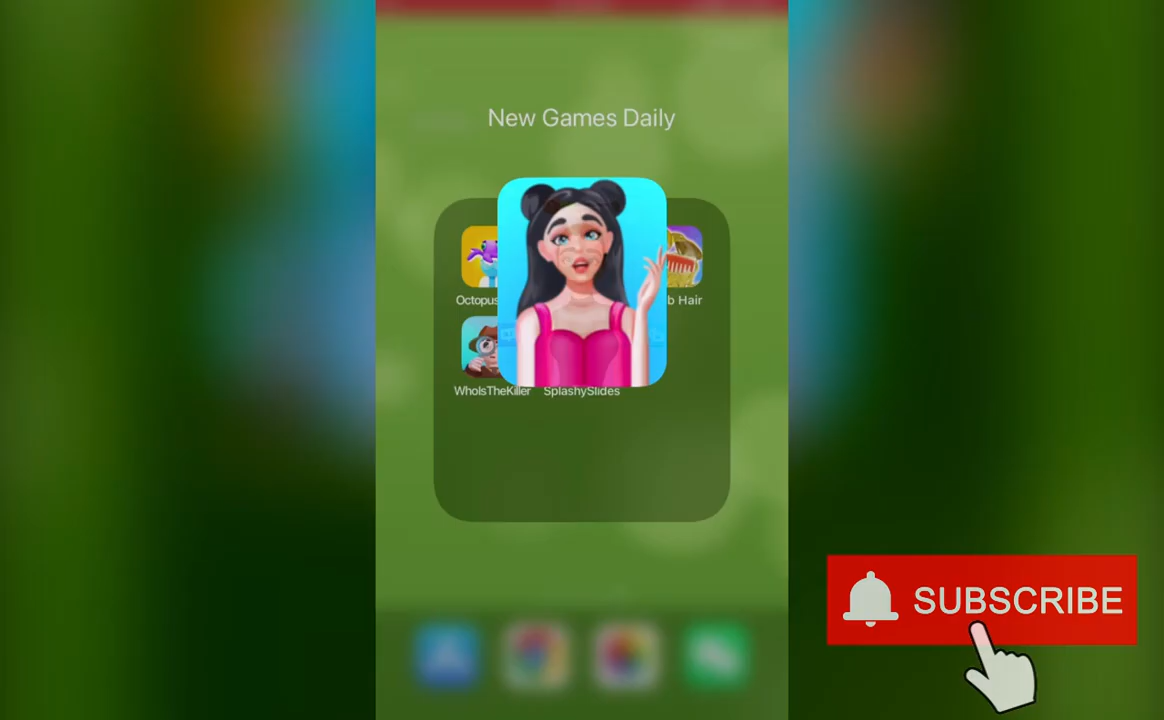 New Games Daily
Octopus
b Hair
WhoIsTheKiller
SplashySlides
SUBSCRIBE